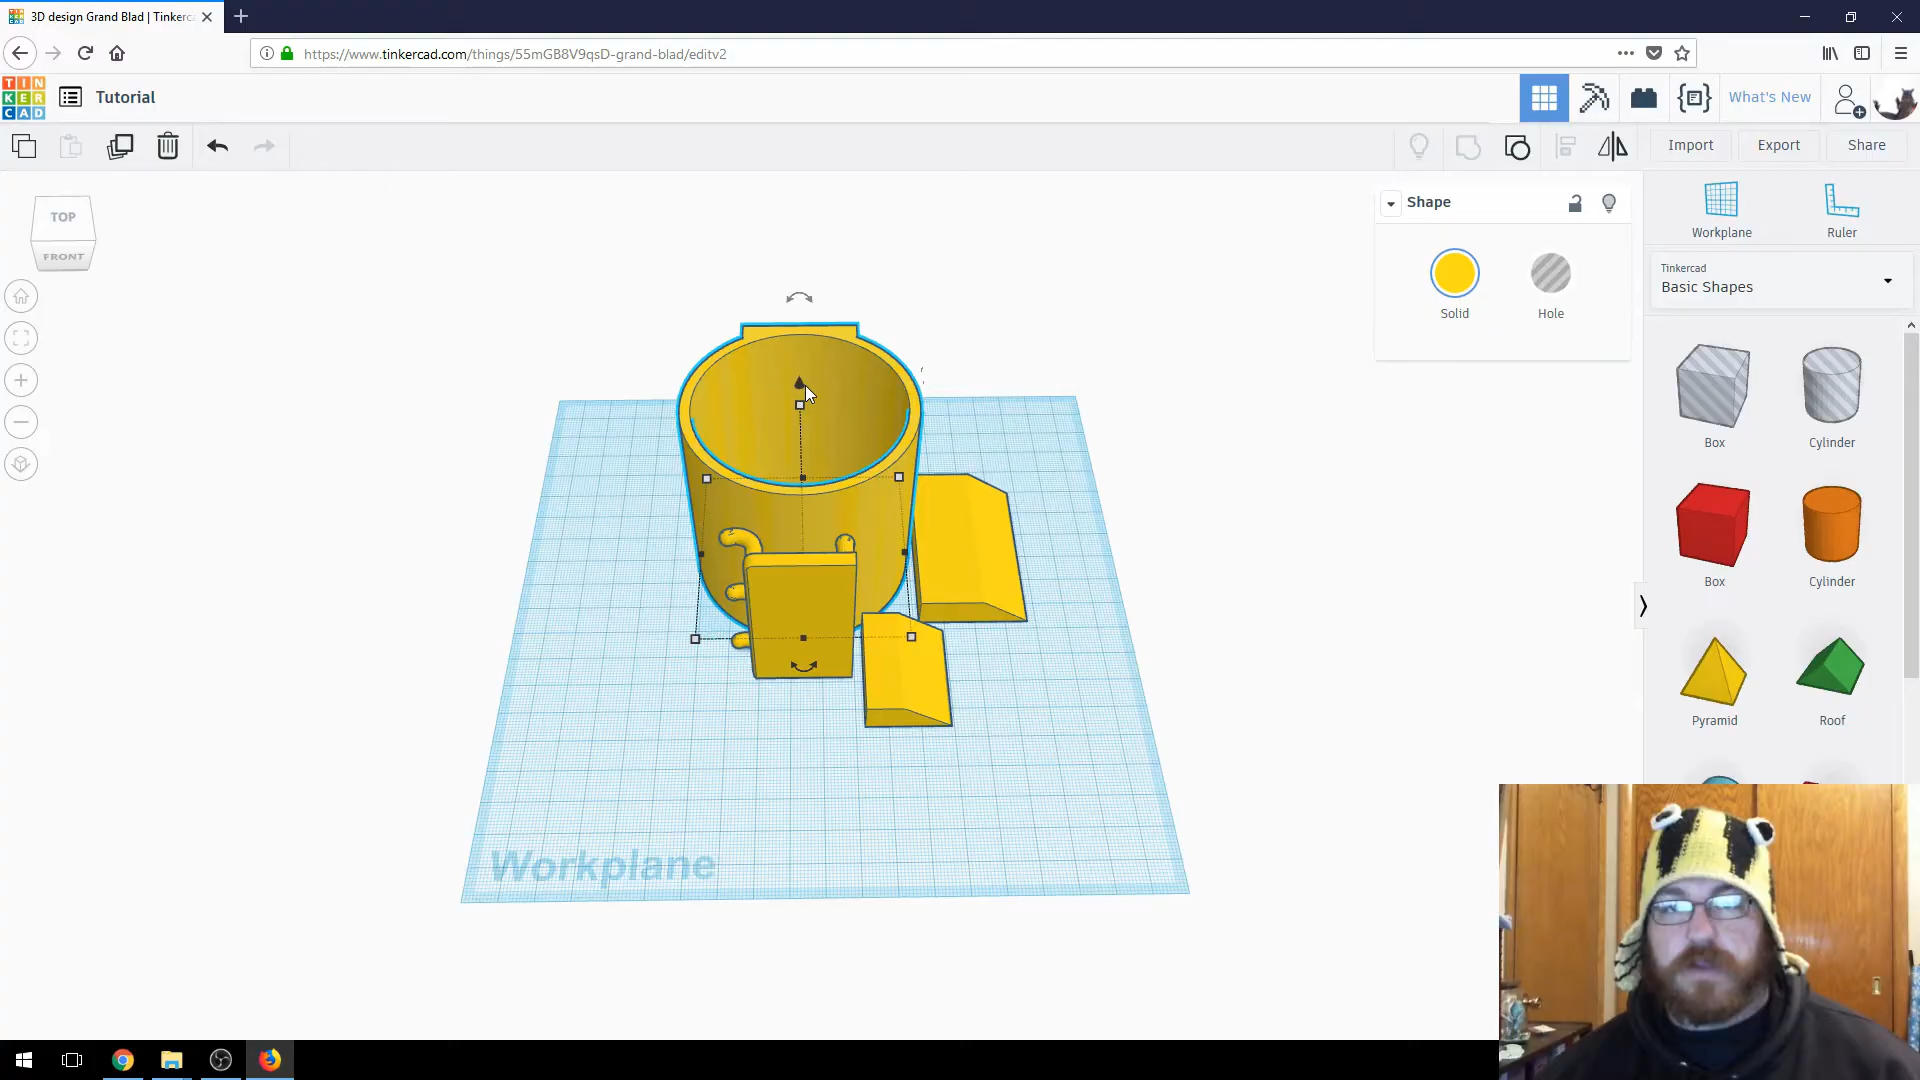 3D design Grand Blad | Tinkerca
https://www.tinkercad.com/things/55mGB8V9qsD-grand-blad/editv2
TIN
KER
CAD
Tutorial
What's New
Import
Export
Share
TOP
FRONT
Shape
Solid
Hole
Workplane
Ruler
Tinkercad
Basic Shapes
Box
Cylinder
Box
Cylinder
Pyramid
Roof
Workplane